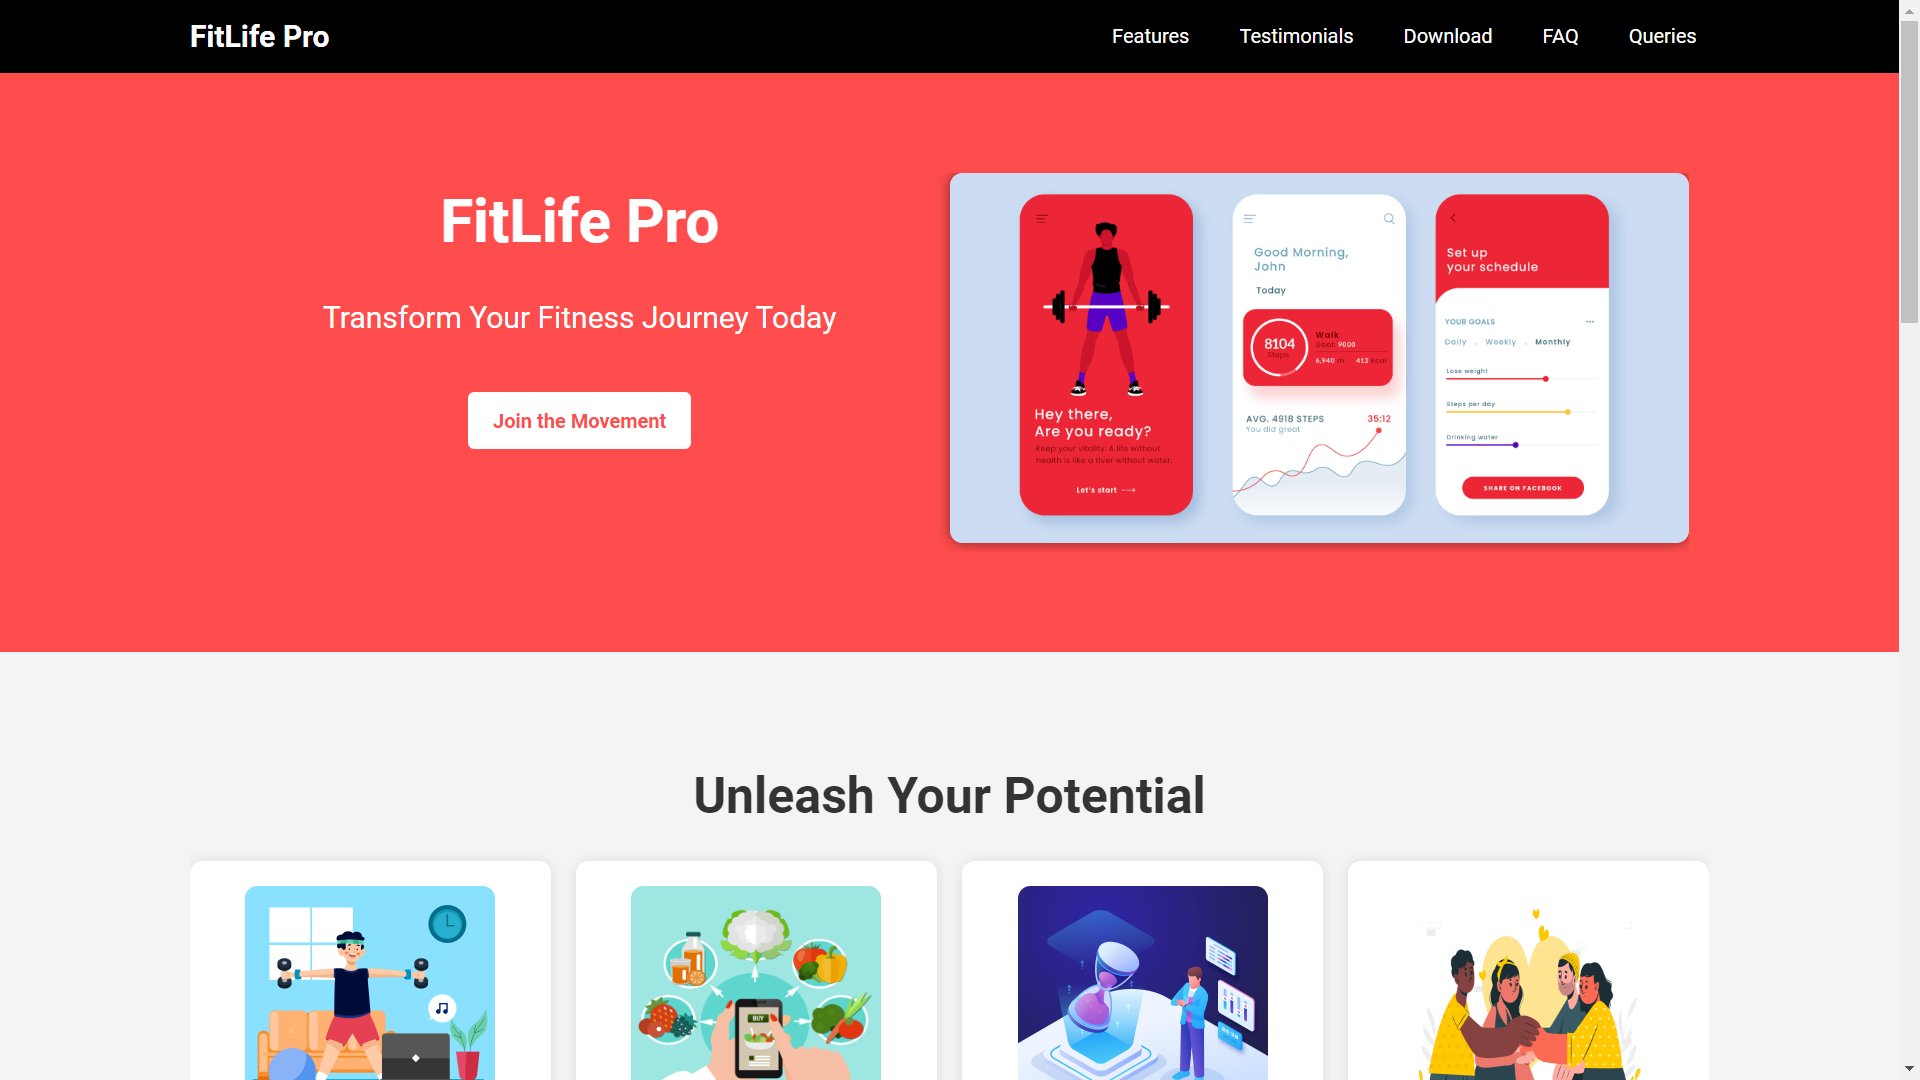 FitLife Pro
Features
Testimonials
Download
FAQ
Queries
FitLife Pro
Transform Your Fitness Journey Today
Join the Movement
Hey there,
Are you ready?
Keep your vitality. A life without
health is like a river without water.
Let's start
Good Morning,
John
Today
8104
Steps
Walk
Goal: 9000
6,940 m
412 kcal
AVG. 4918 STEPS
35:12
You did great
Set up
your schedule
YOUR GOALS
Daily . Weekly . Monthly
Lose weight
Steps per day
Drinking water
SHARE ON FACEBOOK
Unleash Your Potential
BUY